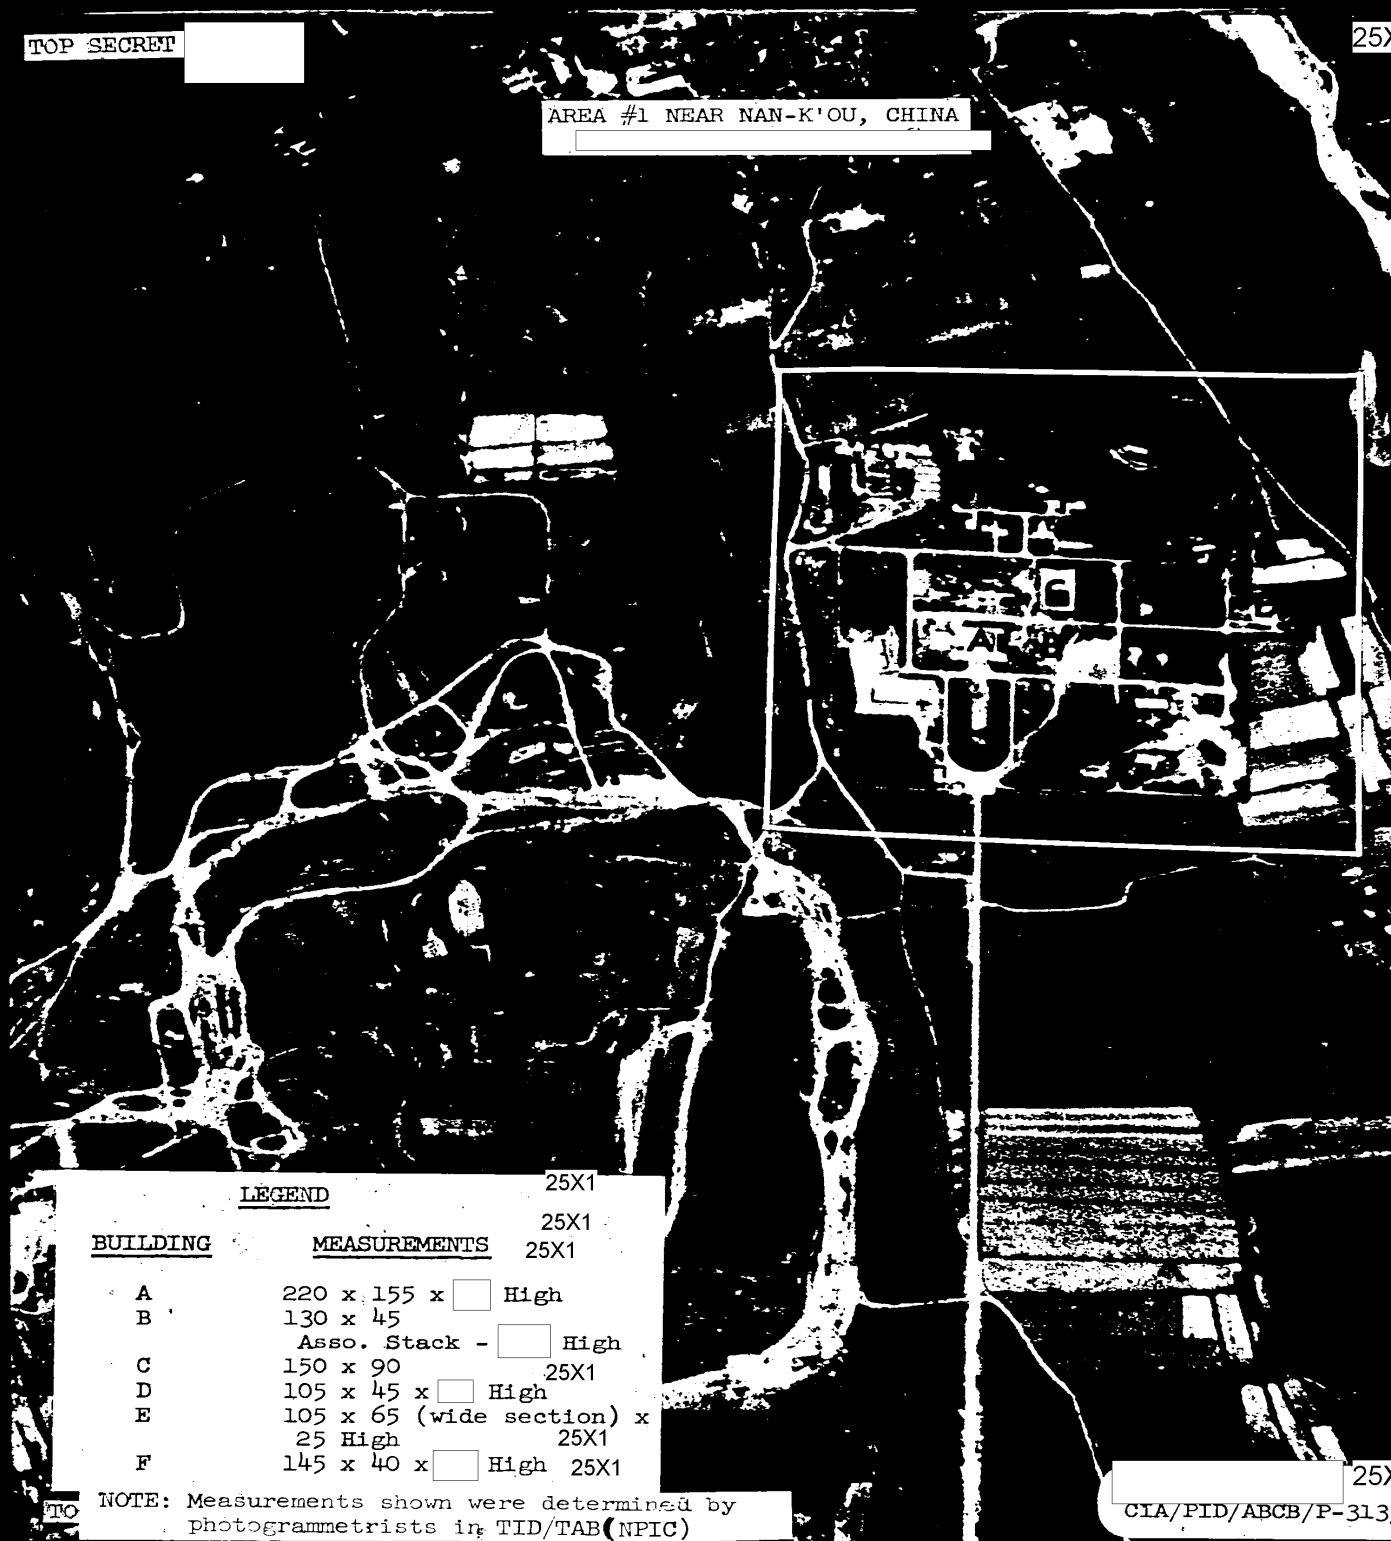 TOP SECRET
25X
AREA #1 NEAR NAN-K'OU, CHINA
C
A
B
LEGEND
25X1
25X1
BUILDING MEASUREMENTS 25X1
A 220 x 155 x High
B 130 x 45
Asso. Stack - High
C 150 x 90 25X1
D 105 x 45 x High
E 105 x 65 (wide section) x
25 High 25X1
F 145 x 40 x High 25X1
NOTE: Measurements shown were determined by
photogrammetrists in TID/TAB(NPIC)
TO
25X
CIA/PID/ABCB/P-313